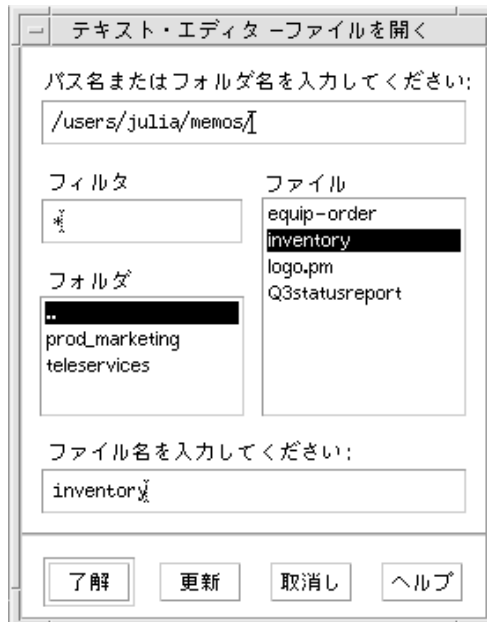 テキスト・エディタ -ファイルを開く
パス名またはフォルダ名を入力してください:
/users/julia/memos/
フィルタ
*
フォルダ
..
prod_marketing
teleservices
ファイル
equip-order
inventory
logo.pm
Q3statusreport
ファイル名を入力してください:
inventory
了解
更新
取消し
ヘルプ